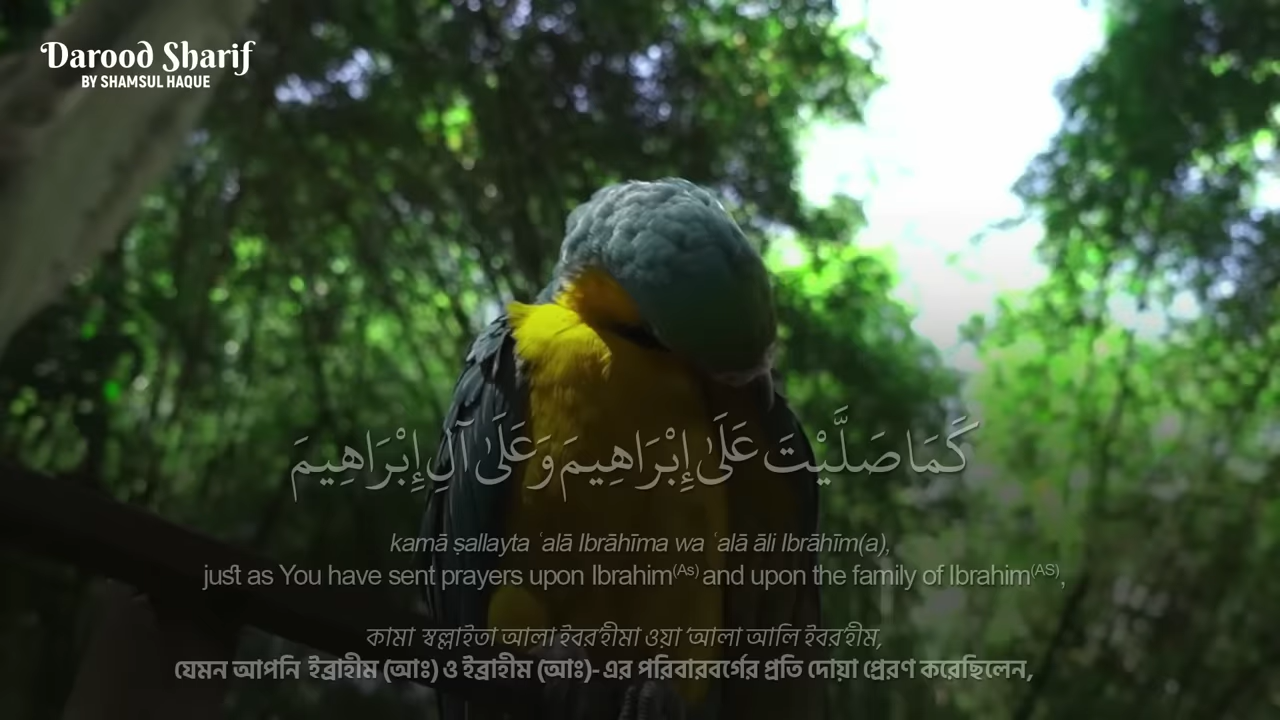 Darood Sharif
BY SHAMSUL HAQUE
كَمَا صَلَّيْتَ عَلَىٰ إِبْرَاهِيمَ وَعَلَىٰ آلِ إِبْرَاهِيمَ
kamā ṣallayta ʿalā Ibrāhīma wa ʿalā āli Ibrāhīm(a),
just as You have sent prayers upon Ibrahim(As) and upon the family of Ibrahim(AS),
কামা স্বল্লাইতা আলা ইবর'হীমা ওয়া 'আলা আলি ইবর'হীম,
যেমন আপনি ইব্রাহীম (আঃ) ও ইব্রাহীম (আঃ)-এর পরিবারবর্গের প্রতি দোয়া প্রেরণ করেছিলেন,